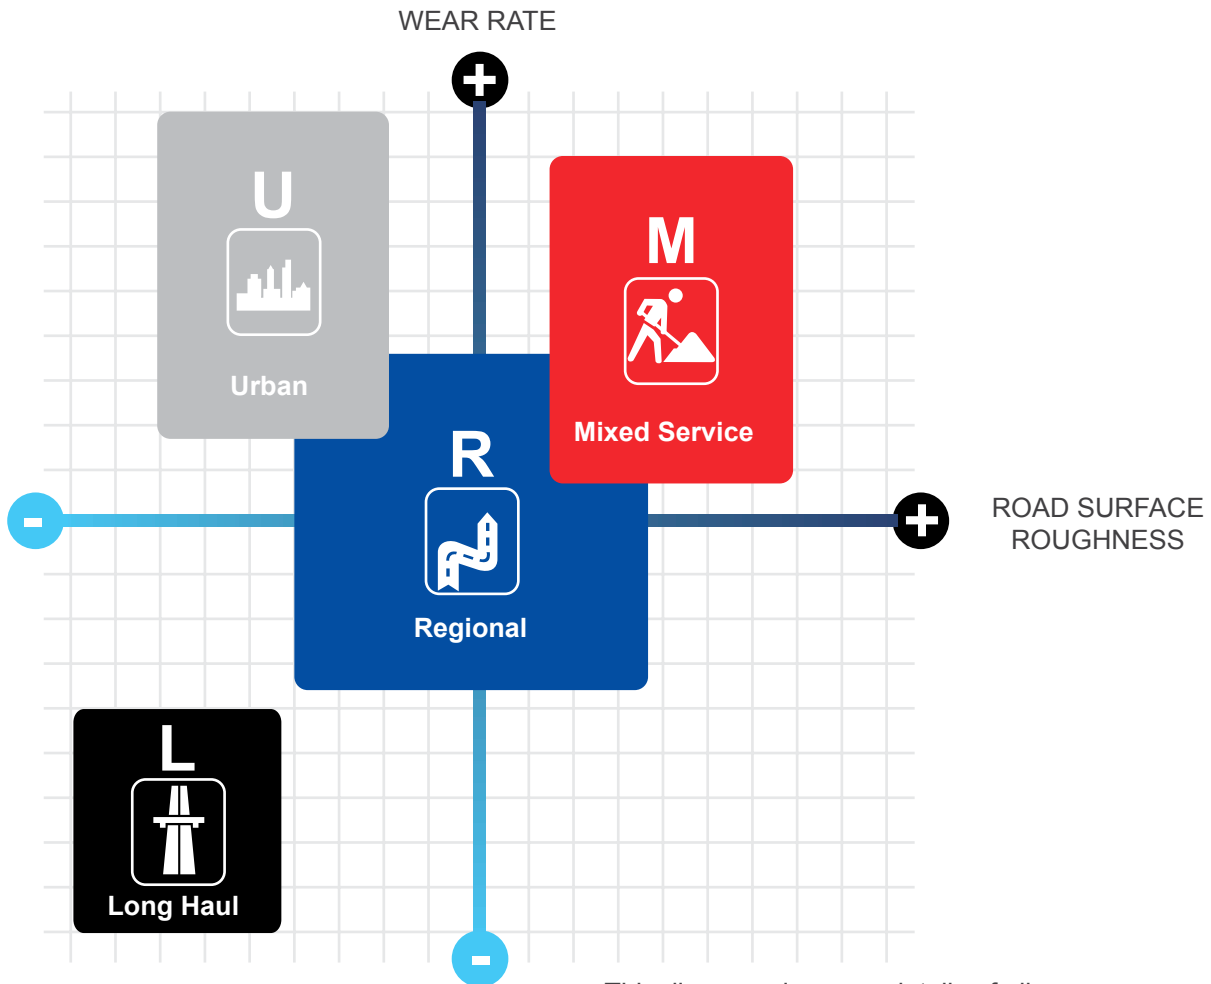 WEAR RATE
+
U
Urban
M
Mixed Service
R
Regional
-
+
ROAD SURFACE
ROUGHNESS
L
Long Haul
-